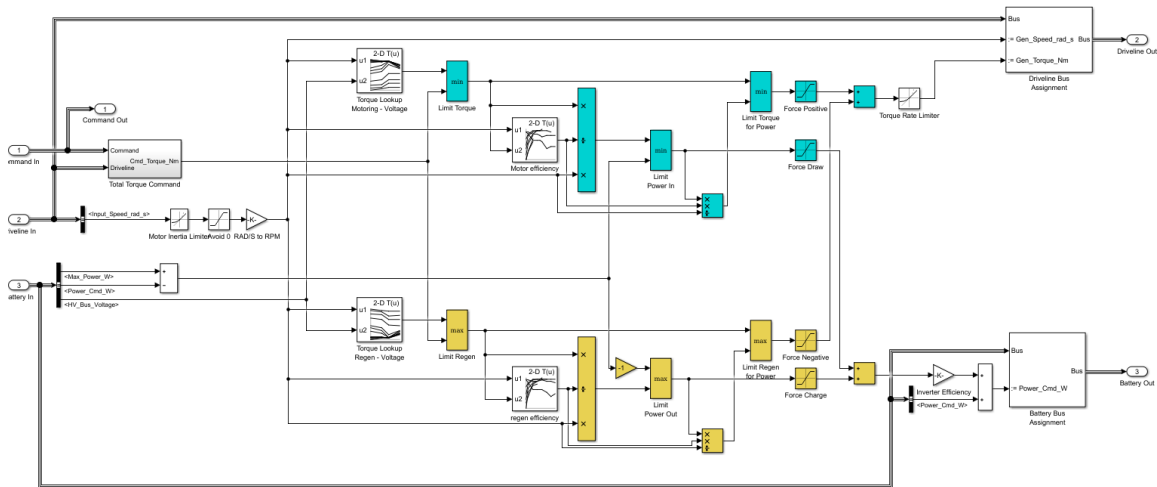 Bus
:= Gen_Speed_rad_s
Bus
:= Gen_Torque_Nm
Driveline Bus
Assignment
2
Driveline Out
2-D T(u)
u1
u2
Torque Lookup
Motoring - Voltage
min
Limit Torque
min
Limit Torque
for Power
Force Positive
+
+
Torque Rate Limiter
1
Command Out
1
mmand In
Command
Driveline
Cmd_Torque_Nm
Total Torque Command
2-D T(u)
u1
u2
Motor efficiency
×
÷
×
min
Limit
Power In
Force Draw
×
×
÷
2
iveline In
<Input_Speed_rad_s>
Motor Inertia Limiter
Avoid 0
-K-
RAD/S to RPM
3
attery In
<Max_Power_W>
<Power_Cmd_W>
<HV_Bus_Voltage>
+
−
2-D T(u)
u1
u2
Torque Lookup
Regen - Voltage
max
Limit Regen
max
Limit Regen
for Power
Force Negative
2-D T(u)
u1
u2
regen efficiency
×
÷
×
-1
max
Limit
Power Out
Force Charge
×
×
÷
+
+
-K-
Inverter Efficiency
<Power_Cmd_W>
+
+
Bus
Bus
:= Power_Cmd_W
Battery Bus
Assignment
3
Battery Out